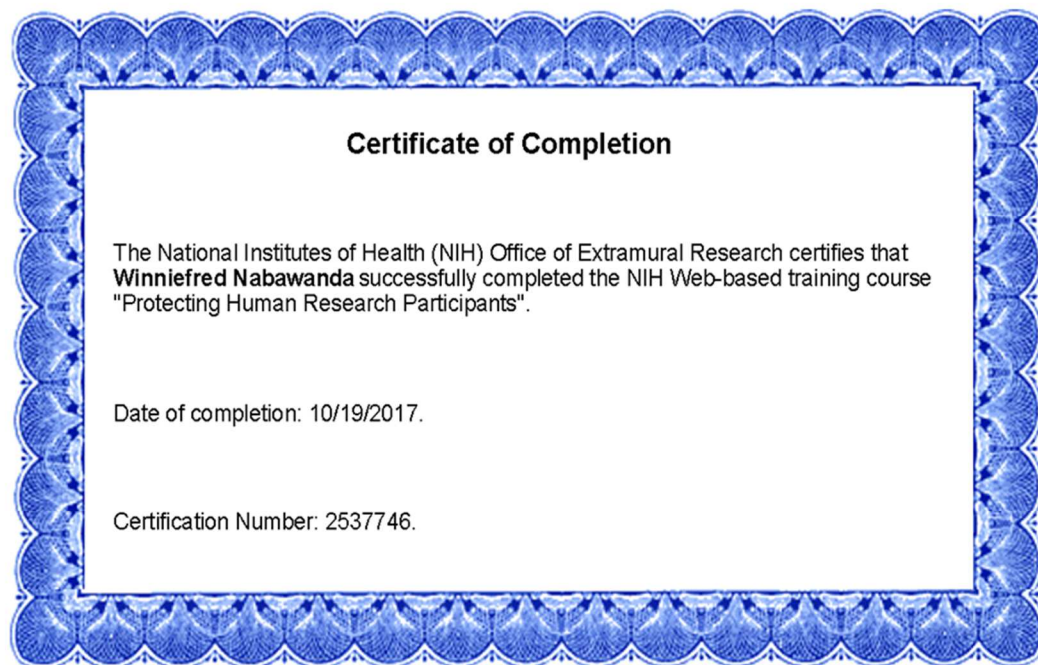 Certificate of Completion
The National Institutes of Health (NIH) Office of Extramural Research certifies that
Winniefred Nabawanda successfully completed the NIH Web-based training course
"Protecting Human Research Participants".
Date of completion: 10/19/2017.
Certification Number: 2537746.